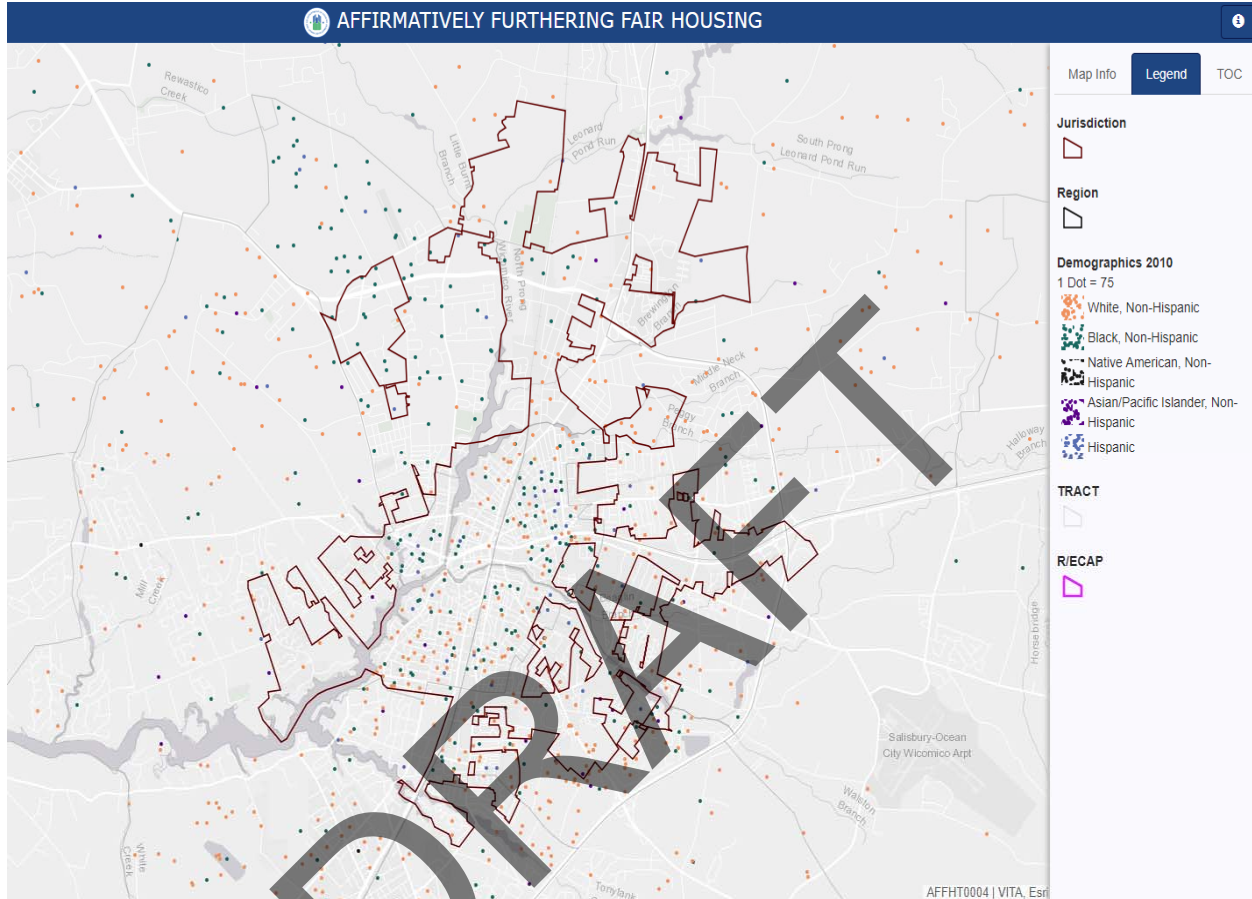 AFFIRMATIVELY FURTHERING FAIR HOUSING
Map Info
Legend
TOC
Jurisdiction
Region
Demographics 2010
1 Dot = 75
White, Non-Hispanic
Black, Non-Hispanic
Native American, Non-
Hispanic
Asian/Pacific Islander, Non-
Hispanic
Hispanic
TRACT
R/ECAP
Rewastico
Creek
Little Burnt
Branch
Leonard
Pond Run
South Prong
Leonard Pond Run
North Prong
Wicomico River
Brewington
Branch
Middle Neck
Branch
Peggy
Branch
Halloway
Branch
Mill
Creek
Branch
Horsebridge
Salisbury-Ocean
City Wicomico Arpt
Walston
Branch
White
Creek
Tonytank
DRAFT
AFFHT0004 | VITA, Esri